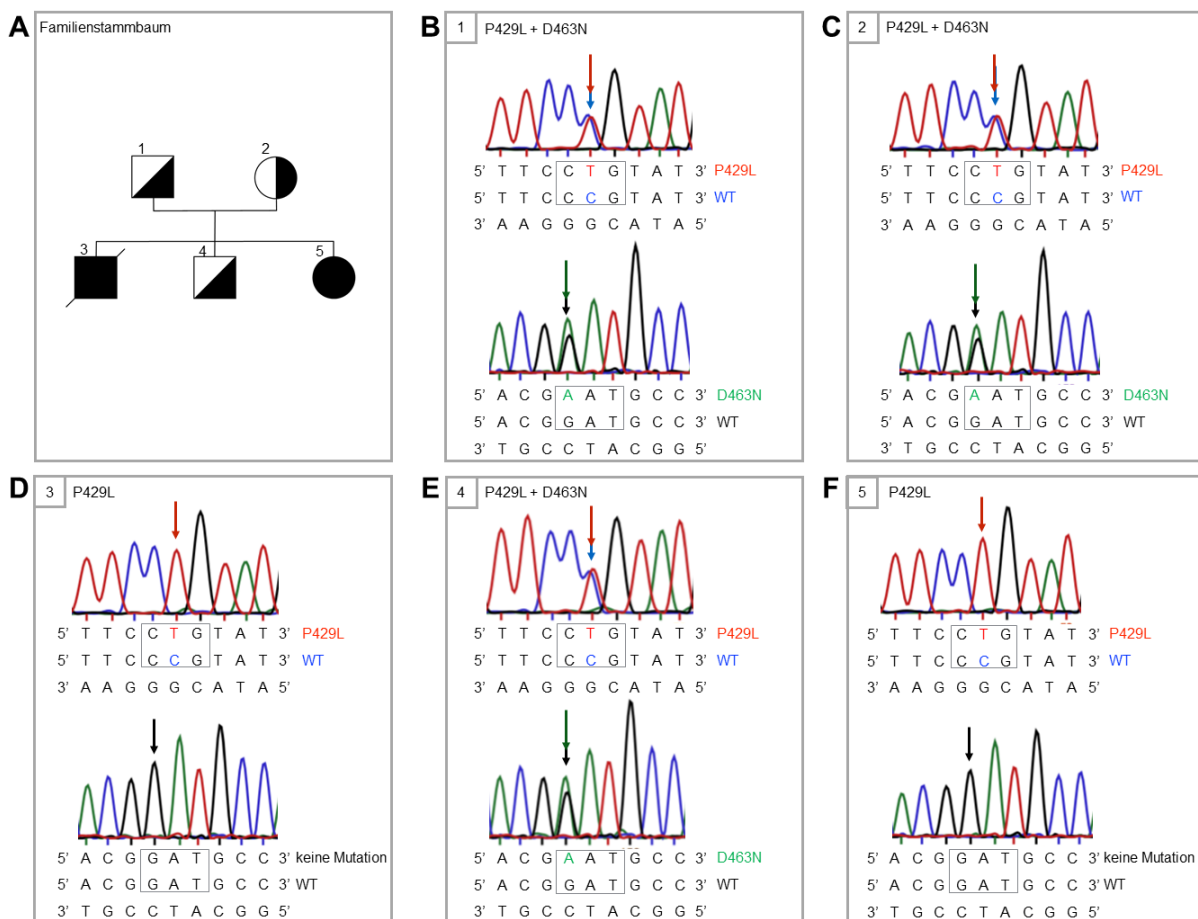 A
Familienstammbaum
1
2
3
4
5
B
1
P429L + D463N
5' T T C C T G T A T 3' P429L
5' T T C C C G T A T 3' WT
3' A A G G G C A T A 5'
5' A C G A A T G C C 3' D463N
5' A C G G A T G C C 3' WT
3' T G C C T A C G G 5'
C
2
P429L + D463N
5' T T C C T G T A T 3' P429L
5' T T C C C G T A T 3' WT
3' A A G G G C A T A 5'
5' A C G A A T G C C 3' D463N
5' A C G G A T G C C 3' WT
3' T G C C T A C G G 5'
D
3
P429L
5' T T C C T G T A T 3' P429L
5' T T C C C G T A T 3' WT
3' A A G G G C A T A 5'
5' A C G G A T G C C 3' keine Mutation
5' A C G G A T G C C 3' WT
3' T G C C T A C G G 5'
E
4
P429L + D463N
5' T T C C T G T A T 3' P429L
5' T T C C C G T A T 3' WT
3' A A G G G C A T A 5'
5' A C G A A T G C C 3' D463N
5' A C G G A T G C C 3' WT
3' T G C C T A C G G 5'
F
5
P429L
5' T T C C T G T A T 3' P429L
5' T T C C C G T A T 3' WT
3' A A G G G C A T A 5'
5' A C G G A T G C C 3' keine Mutation
5' A C G G A T G C C 3' WT
3' T G C C T A C G G 5'